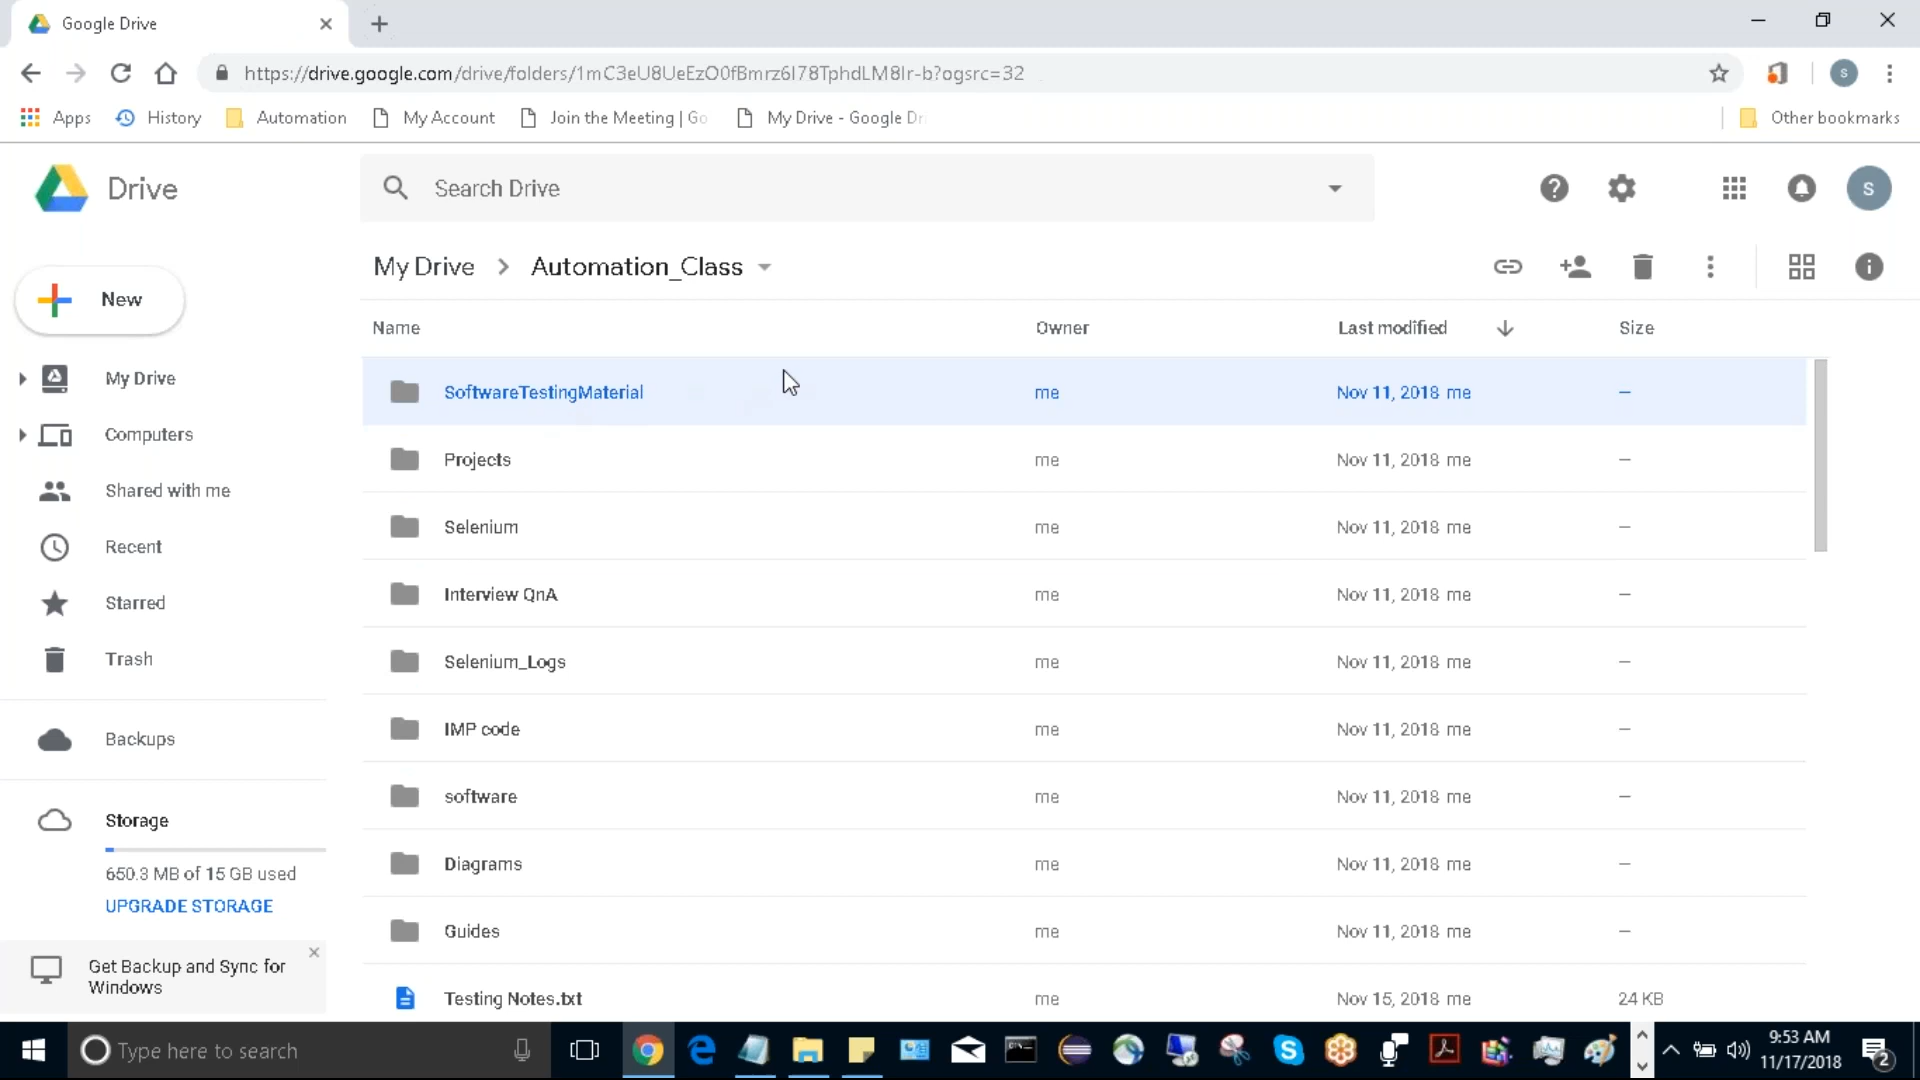 Google Drive
https://drive.google.com/drive/folders/1mC3eU8UeEzO0fBmrz6I78TphdLM8Ir-b?ogsrc=32
S
Apps
History
Automation
My Account
Join the Meeting | Go
My Drive - Google Dr
Other bookmarks
Drive
Search Drive
S
My Drive > Automation_Class
New
Name Owner Last modified Size
My Drive
Computers
Shared with me
Recent
Starred
Trash
Backups
Storage
650.3 MB of 15 GB used
UPGRADE STORAGE
Get Backup and Sync for
Windows
SoftwareTestingMaterial me Nov 11, 2018 me –
Projects me Nov 11, 2018 me –
Selenium me Nov 11, 2018 me –
Interview QnA me Nov 11, 2018 me –
Selenium_Logs me Nov 11, 2018 me –
IMP code me Nov 11, 2018 me –
software me Nov 11, 2018 me –
Diagrams me Nov 11, 2018 me –
Guides me Nov 11, 2018 me –
Testing Notes.txt me Nov 15, 2018 me 24 KB
Type here to search
9:53 AM
11/17/2018
2